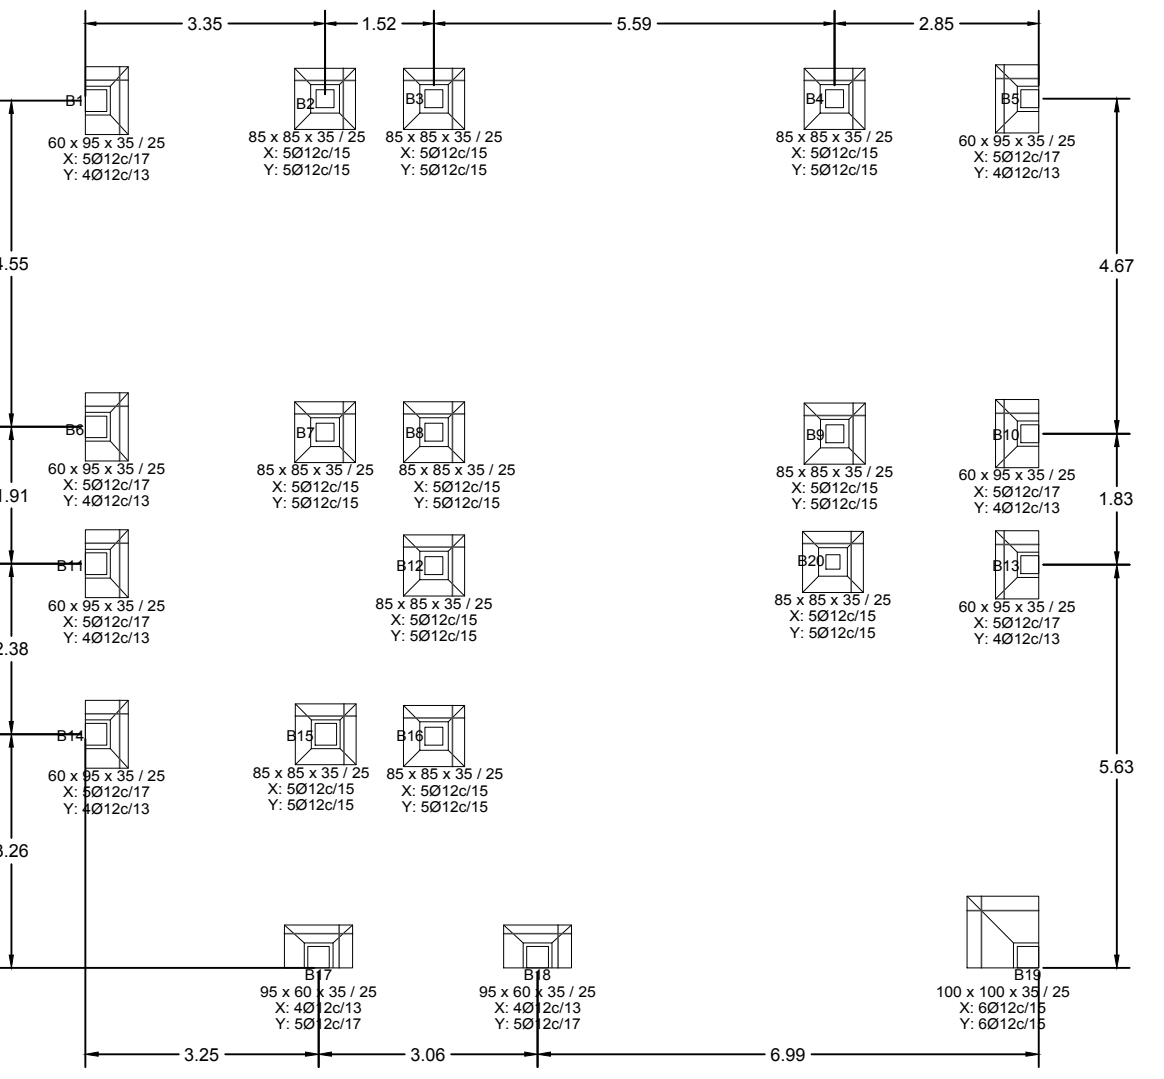 3.35
1.52
5.59
2.85
B1
B2
B3
B4
B5
60 x 95 x 35 / 25
X: 5Ø12c/17
Y: 4Ø12c/13
85 x 85 x 35 / 25
X: 5Ø12c/15
Y: 5Ø12c/15
85 x 85 x 35 / 25
X: 5Ø12c/15
Y: 5Ø12c/15
85 x 85 x 35 / 25
X: 5Ø12c/15
Y: 5Ø12c/15
60 x 95 x 35 / 25
X: 5Ø12c/17
Y: 4Ø12c/13
4.55
4.67
B6
B7
B8
B9
B10
60 x 95 x 35 / 25
X: 5Ø12c/17
Y: 4Ø12c/13
85 x 85 x 35 / 25
X: 5Ø12c/15
Y: 5Ø12c/15
85 x 85 x 35 / 25
X: 5Ø12c/15
Y: 5Ø12c/15
85 x 85 x 35 / 25
X: 5Ø12c/15
Y: 5Ø12c/15
60 x 95 x 35 / 25
X: 5Ø12c/17
Y: 4Ø12c/13
1.91
1.83
B11
B12
B20
B13
60 x 95 x 35 / 25
X: 5Ø12c/17
Y: 4Ø12c/13
85 x 85 x 35 / 25
X: 5Ø12c/15
Y: 5Ø12c/15
85 x 85 x 35 / 25
X: 5Ø12c/15
Y: 5Ø12c/15
60 x 95 x 35 / 25
X: 5Ø12c/17
Y: 4Ø12c/13
2.38
B14
B15
B16
60 x 95 x 35 / 25
X: 5Ø12c/17
Y: 4Ø12c/13
85 x 85 x 35 / 25
X: 5Ø12c/15
Y: 5Ø12c/15
85 x 85 x 35 / 25
X: 5Ø12c/15
Y: 5Ø12c/15
5.63
3.26
B17
B18
B19
95 x 60 x 35 / 25
X: 4Ø12c/13
Y: 5Ø12c/17
95 x 60 x 35 / 25
X: 4Ø12c/13
Y: 5Ø12c/17
100 x 100 x 35 / 25
X: 6Ø12c/15
Y: 6Ø12c/15
3.25
3.06
6.99